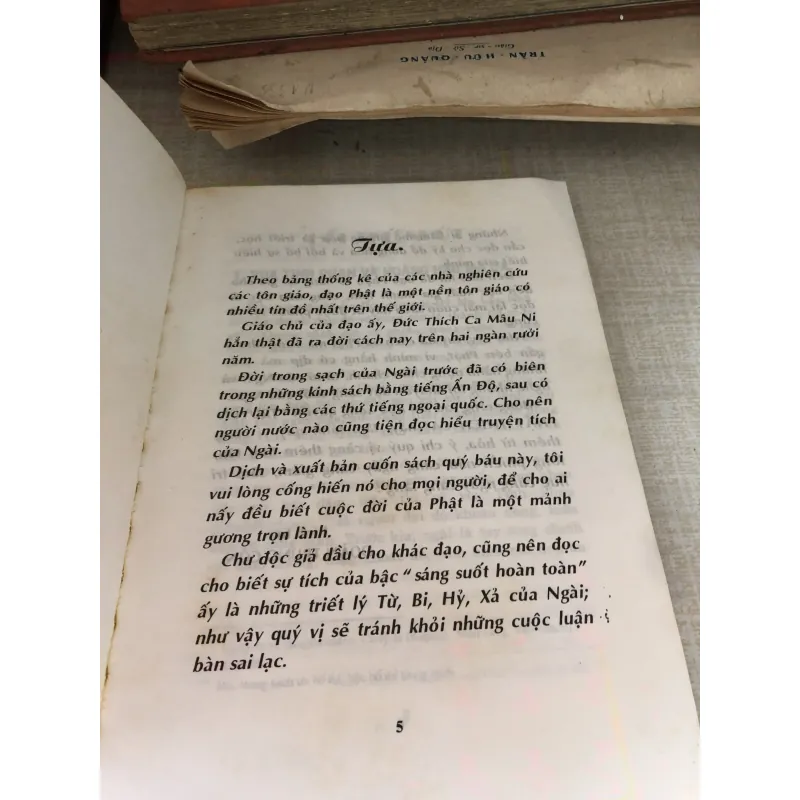 TRẦN · HỮU · QUẢNG
Giáo - sư Sử Địa
Tựa.
Theo bảng thống kê của các nhà nghiên cứu
các tôn giáo, đạo Phật là một nền tôn giáo có
nhiều tín đồ nhất trên thế giới.
Giáo chủ của đạo ấy, Đức Thích Ca Mâu Ni
hẳn thật đã ra đời cách nay trên hai ngàn rưởi
năm.
Đời trong sạch của Ngài trước đã có biên
trong những kinh sách bằng tiếng Ấn Độ, sau có
dịch lại bằng các thứ tiếng ngoại quốc. Cho nên
người nước nào cũng tiện đọc hiểu truyện tích
của Ngài.
Dịch và xuất bản cuốn sách quý báu này, tôi
vui lòng cống hiến nó cho mọi người, để cho ai
nấy đều biết cuộc đời của Phật là một mảnh
gương trọn lành.
Chư độc giả dầu cho khác đạo, cũng nên đọc
cho biết sự tích của bậc “sáng suốt hoàn toàn”
ấy là những triết lý Từ, Bi, Hỷ, Xả của Ngài;
như vậy quý vị sẽ tránh khỏi những cuộc luận
bàn sai lạc.
5